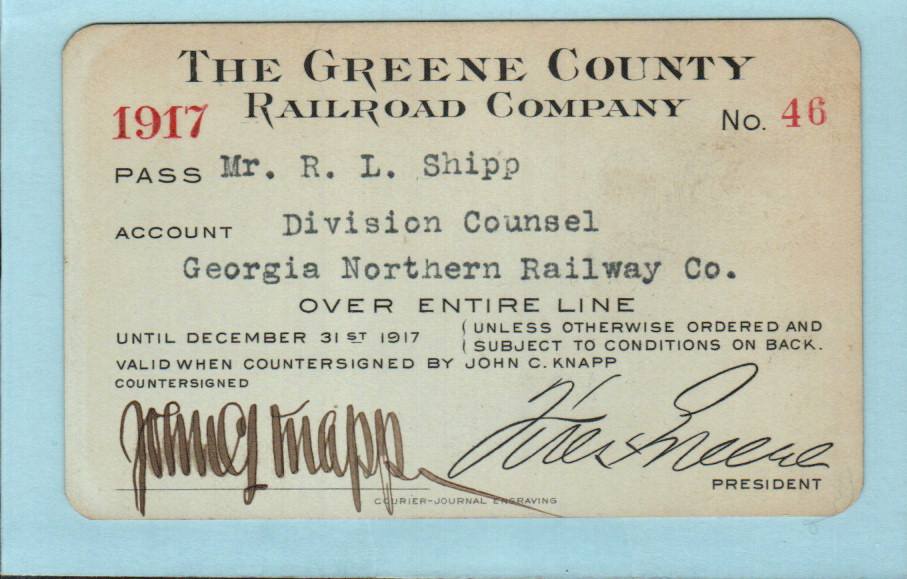 THE GREENE COUNTY
RAILROAD COMPANY
1917
No. 46
PASS Mr. R. L. Shipp
ACCOUNT Division Counsel
Georgia Northern Railway Co.
OVER ENTIRE LINE
UNTIL DECEMBER 31ST 1917
UNLESS OTHERWISE ORDERED AND
SUBJECT TO CONDITIONS ON BACK.
VALID WHEN COUNTERSIGNED BY JOHN C. KNAPP
COUNTERSIGNED
John C Knapp
Greene
PRESIDENT
COURIER-JOURNAL ENGRAVING